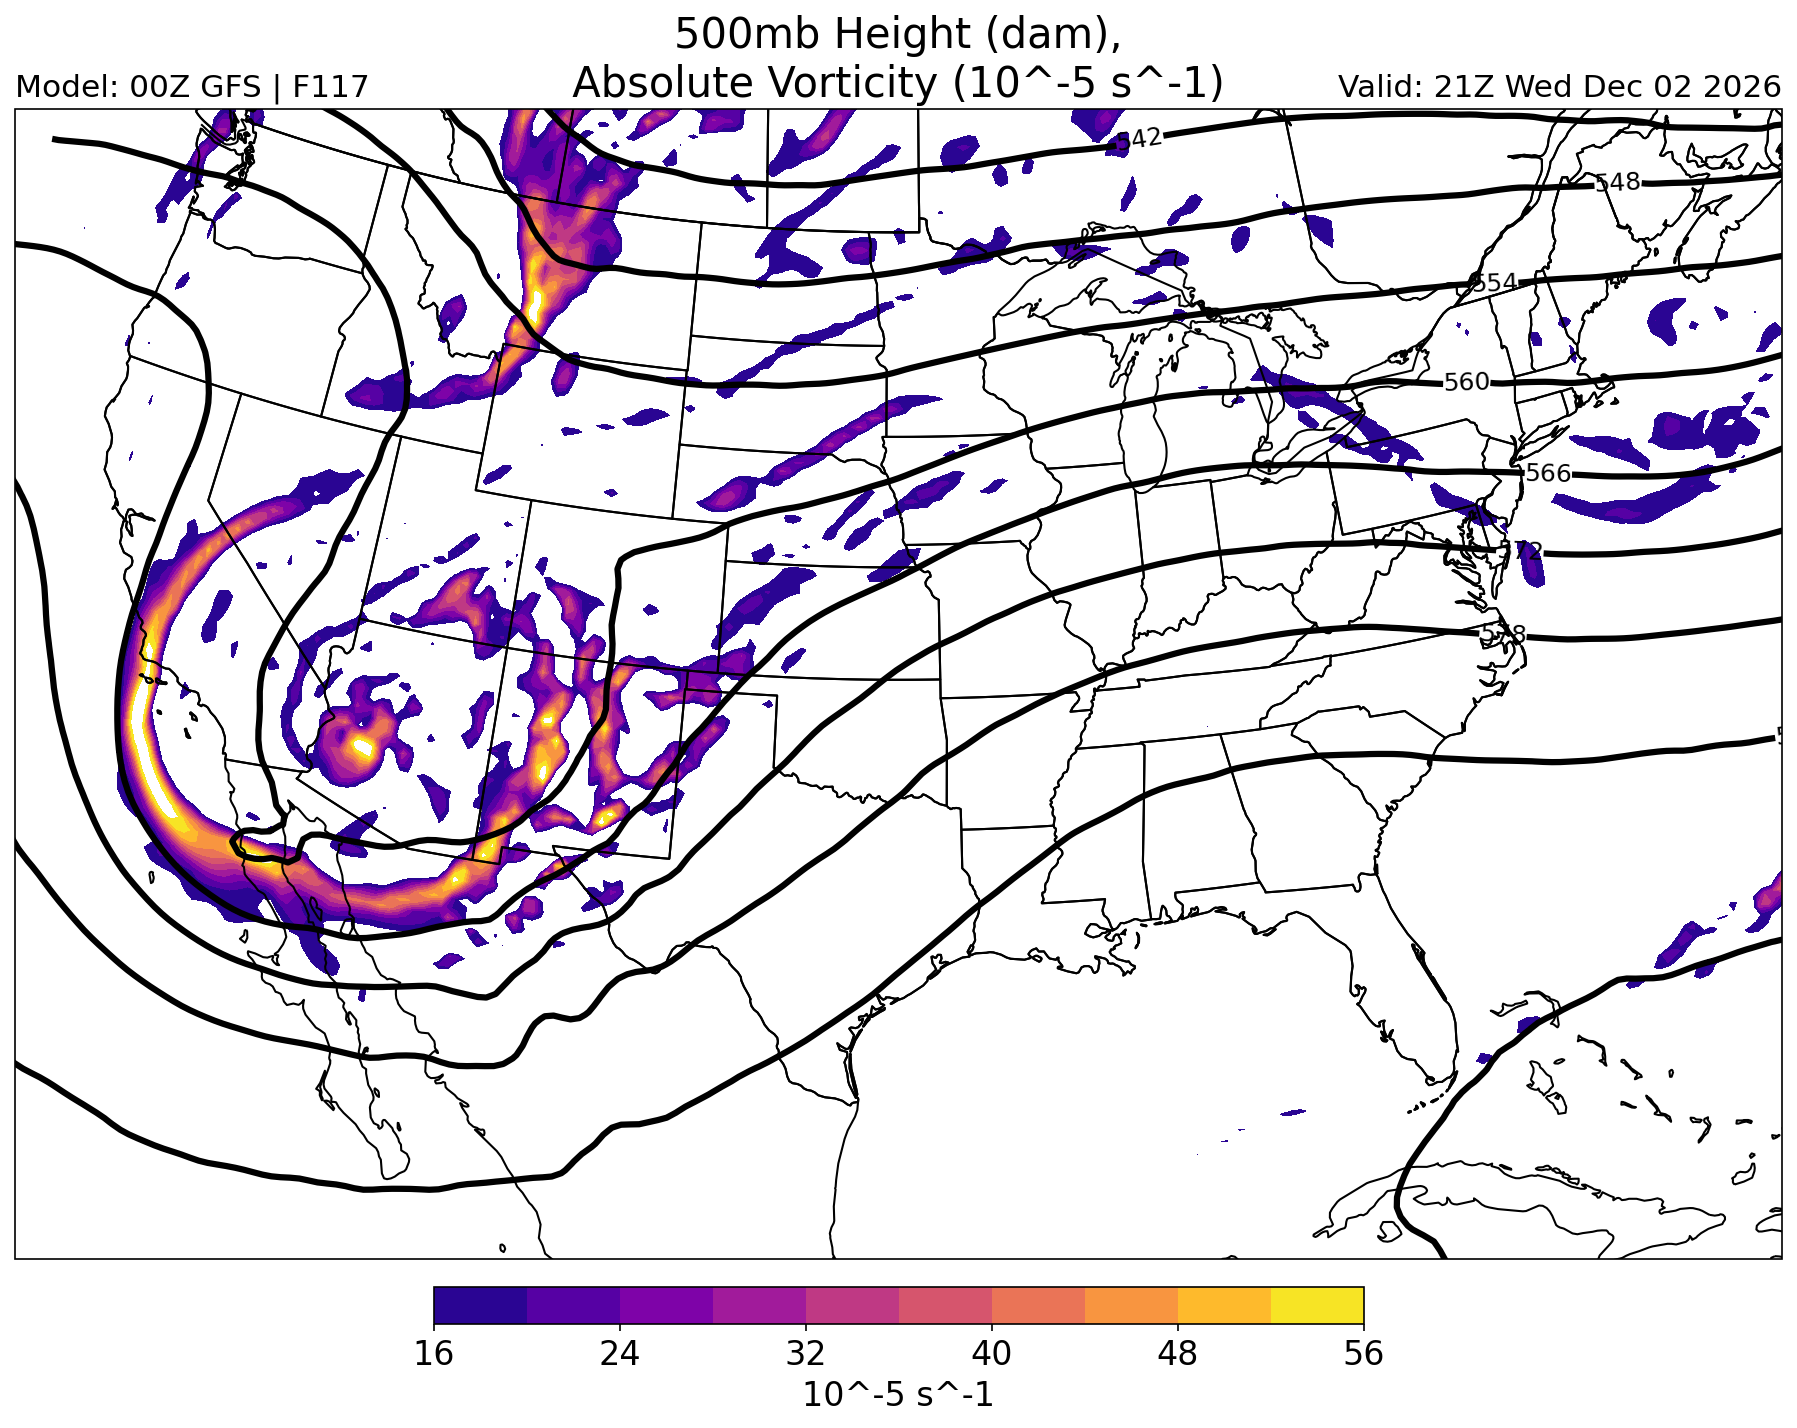 500mb Height (dam),
Absolute Vorticity (10^-5 s^-1)
Model: 00Z GFS | F117
Valid: 21Z Wed Dec 02 2026
542
548
554
560
566
572
578
16 24 32 40 48 56
10^-5 s^-1